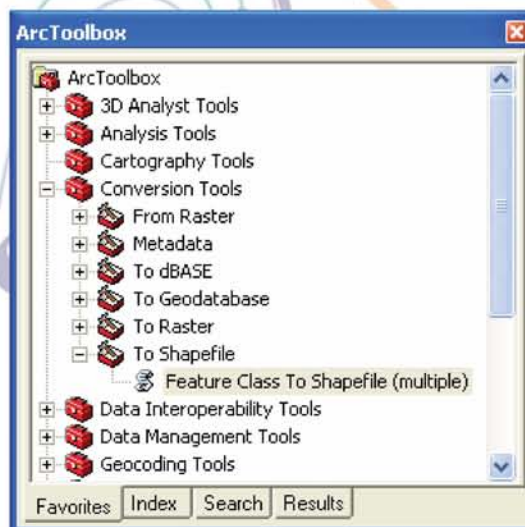 ArcToolbox
ArcToolbox
3D Analyst Tools
Analysis Tools
Cartography Tools
Conversion Tools
From Raster
Metadata
To dBASE
To Geodatabase
To Raster
To Shapefile
Feature Class To Shapefile (multiple)
Data Interoperability Tools
Data Management Tools
Geocoding Tools
Favorites Index Search Results